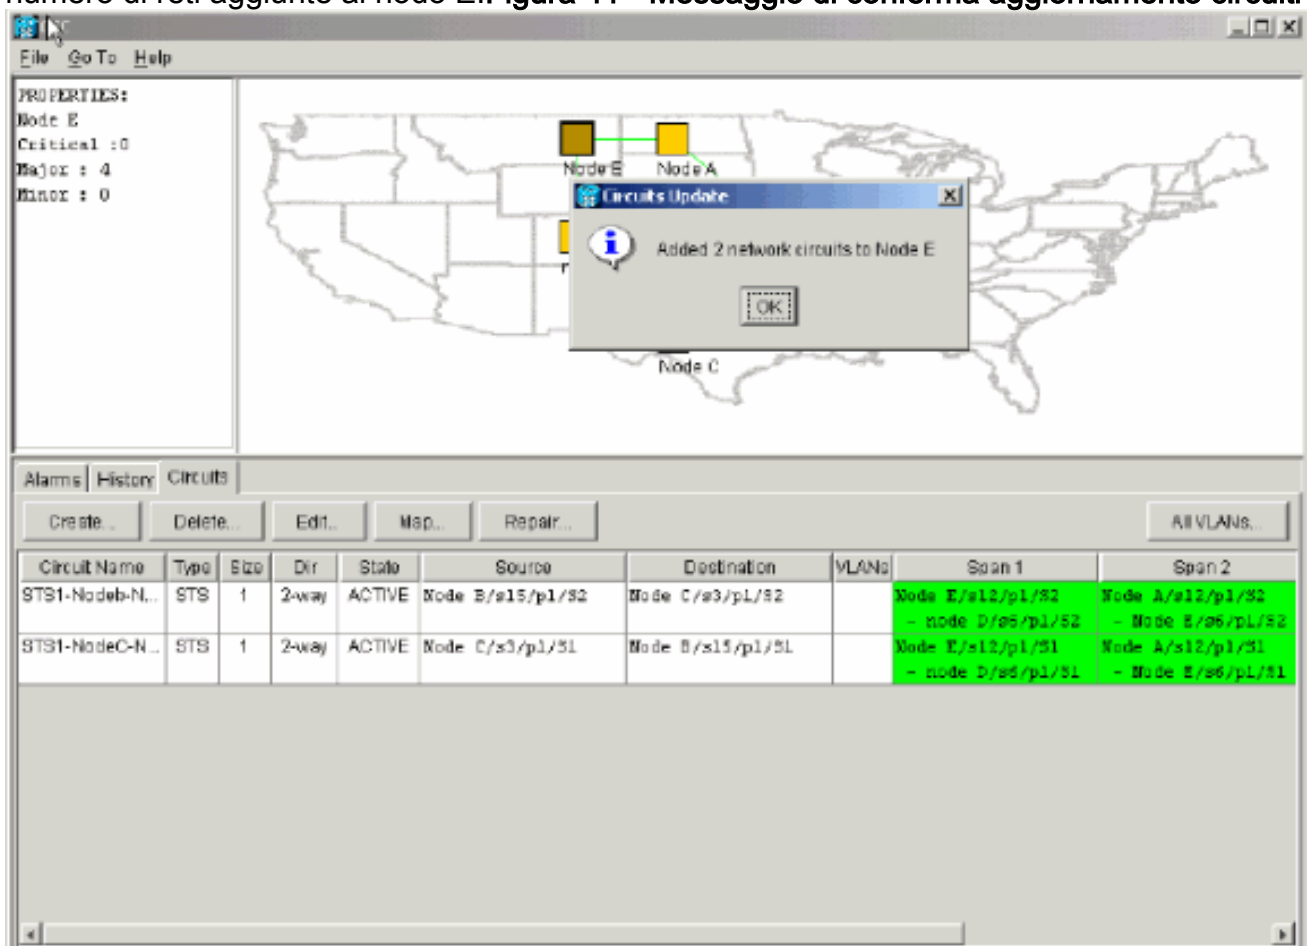 numero di reti aggiunte al nodo E.Figura 17 - Messaggio di conferma aggiornamento circuiti
File Go To Help
PROPERTIES:
Node E
Critical :0
Major : 4
Minor : 0
Node E
Node A
Circuits Update
Added 2 network circuits to Node E
OK
Node C
Alarms History Circuits
Create... Delete... Edit... Map... Repair... All VLANs...
Circuit Name Type Size Dir State Source Destination VLANs Span 1 Span 2
STS1-Nodeb-N... STS 1 2-way ACTIVE Node B/s15/p1/S2 Node C/s3/p1/S2 Node E/s12/p1/S2 Node A/s12/p1/S2
- node D/s6/p1/S2 - Node E/s6/p1/S2
STS1-NodeC-N... STS 1 2-way ACTIVE Node C/s3/p1/S1 Node B/s15/p1/S1 Node E/s12/p1/S1 Node A/s12/p1/S1
- node D/s6/p1/S1 - Node E/s6/p1/S1